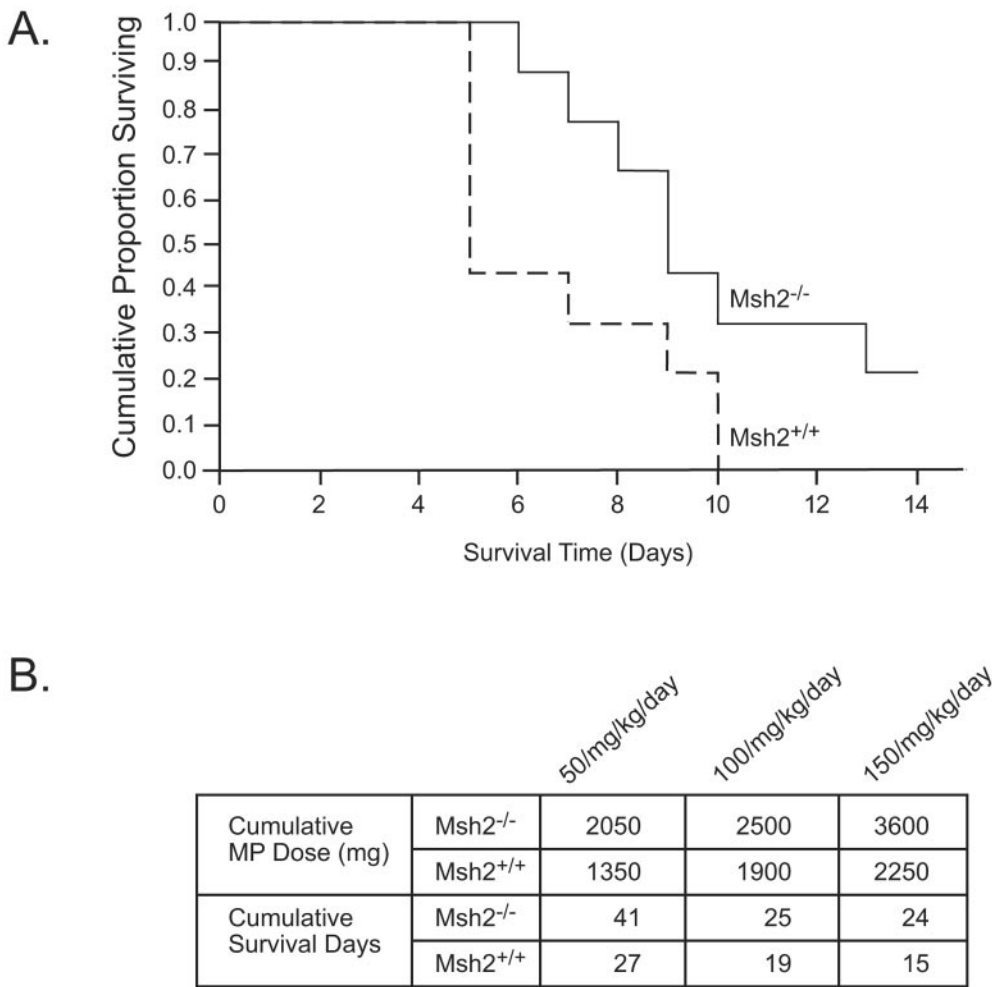 A.
Cumulative Proportion Surviving
1.0
0.9
0.8
0.7
0.6
0.5
0.4
0.3
0.2
0.1
0.0
Msh2-/-
Msh2+/+
0 2 4 6 8 10 12 14
Survival Time (Days)
B.
50/mg/kg/day 100/mg/kg/day 150/mg/kg/day
Cumulative MP Dose (mg) Msh2-/- 2050 2500 3600
Msh2+/+ 1350 1900 2250
Cumulative Survival Days Msh2-/- 41 25 24
Msh2+/+ 27 19 15